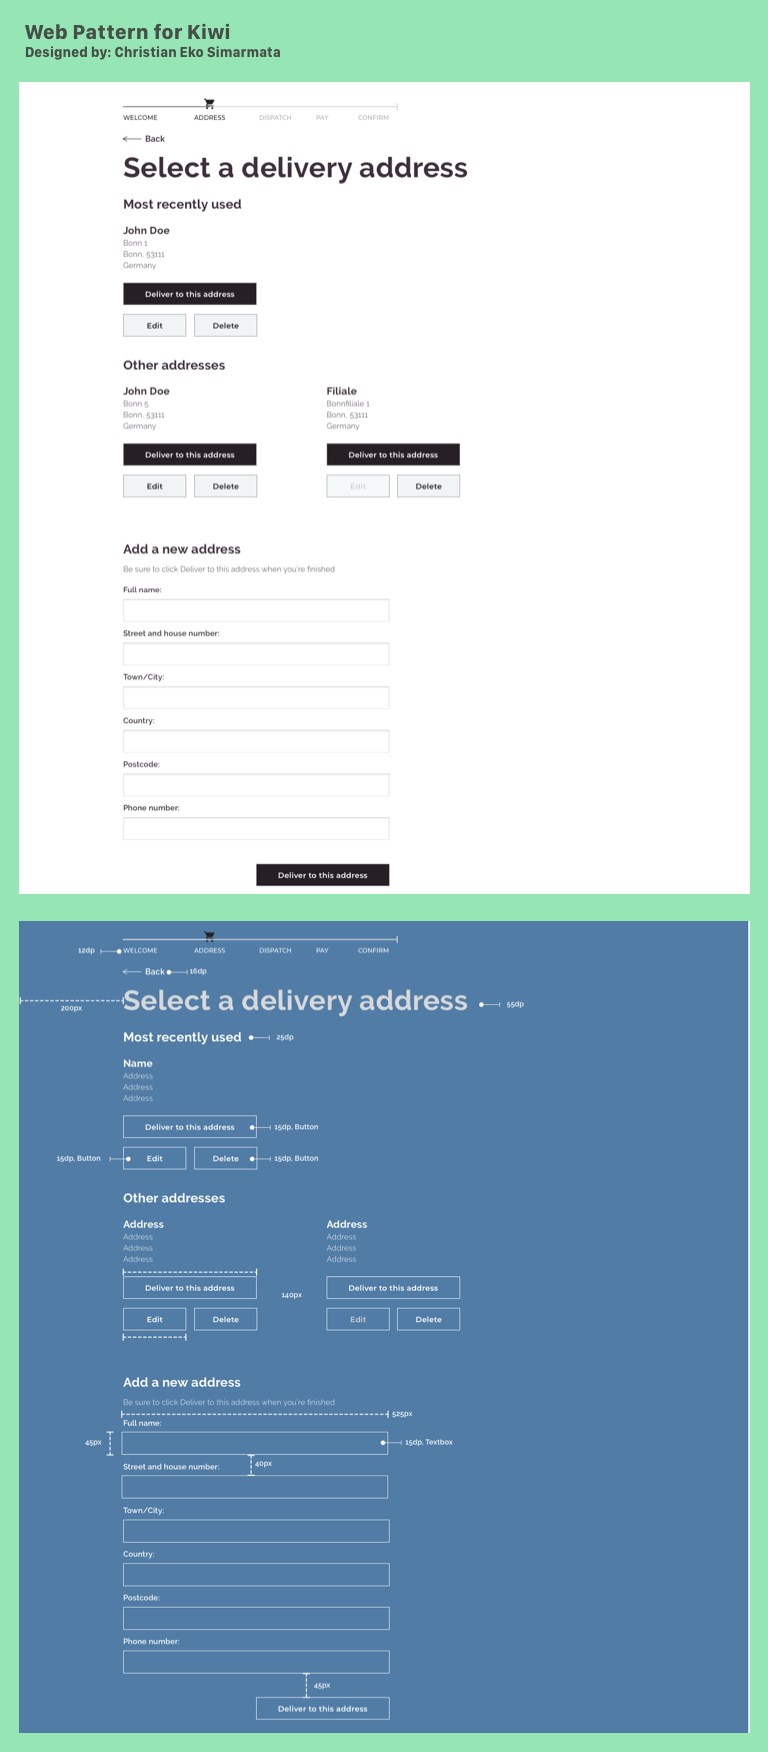 Web Pattern for Kiwi
Designed by: Christian Eko Simarmata
WELCOME ADDRESS DISPATCH PAY CONFIRM
Back
Select a delivery address
Most recently used
John Doe
Bonn 1
Bonn, 53111
Germany
Deliver to this address
Edit Delete
Other addresses
John Doe Filiale
Bonn 5 Bonnfiliale 1
Bonn, 53111 Bonn, 53111
Germany Germany
Deliver to this address Deliver to this address
Edit Delete Edit Delete
Add a new address
Be sure to click Deliver to this address when you're finished
Full name:
Street and house number:
Town/City:
Country:
Postcode:
Phone number:
Deliver to this address
12dp WELCOME ADDRESS DISPATCH PAY CONFIRM
Back 16dp
Select a delivery address 55dp
200px
Most recently used 25dp
Name
Address
Address
Address
Deliver to this address 15dp, Button
15dp, Button Edit Delete 15dp, Button
Other addresses
Address Address
Address Address
Address Address
Address Address
Deliver to this address 140px Deliver to this address
Edit Delete Edit Delete
Add a new address
Be sure to click Deliver to this address when you're finished
525px
Full name:
45px 15dp, Textbox
Street and house number: 40px
Town/City:
Country:
Postcode:
Phone number:
45px
Deliver to this address